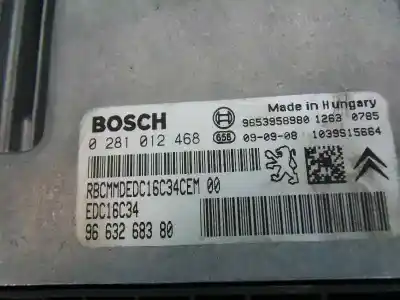 Made in Hungary
BOSCH 9653958980 1263 0785
0 281 012 468 656 09-09-08 1039S15664
RBCMMDEDC16C34CEM 00
EDC16C34
96 632 683 80